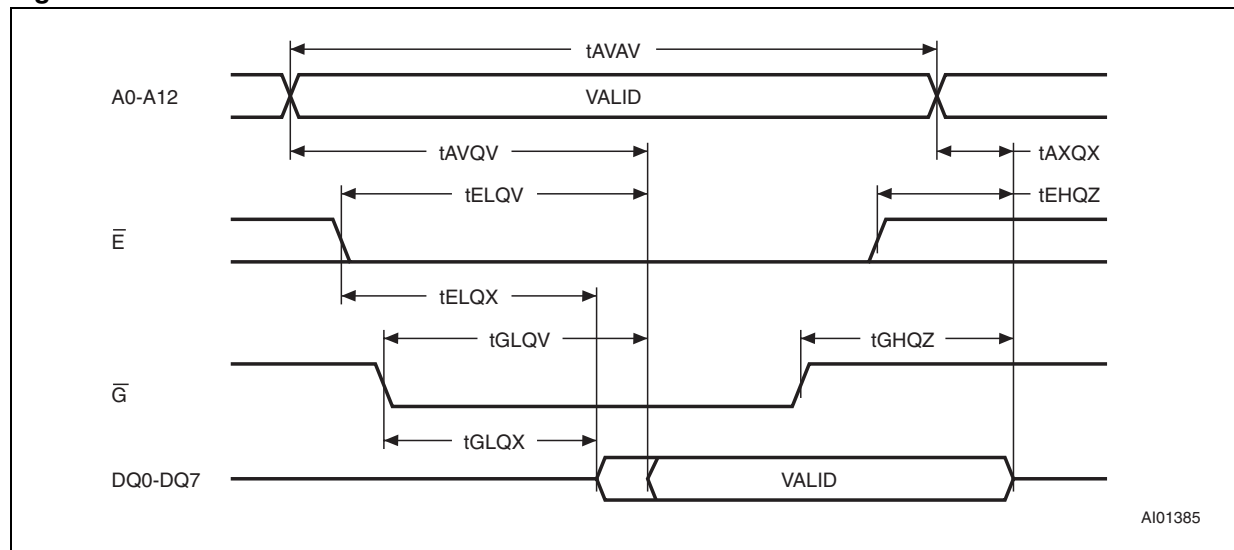 tAVAV
A0-A12
VALID
tAVQV
tAXQX
tELQV
tEHQZ
E̅
tELQX
tGLQV
tGHQZ
G̅
tGLQX
DQ0-DQ7
VALID
AI01385